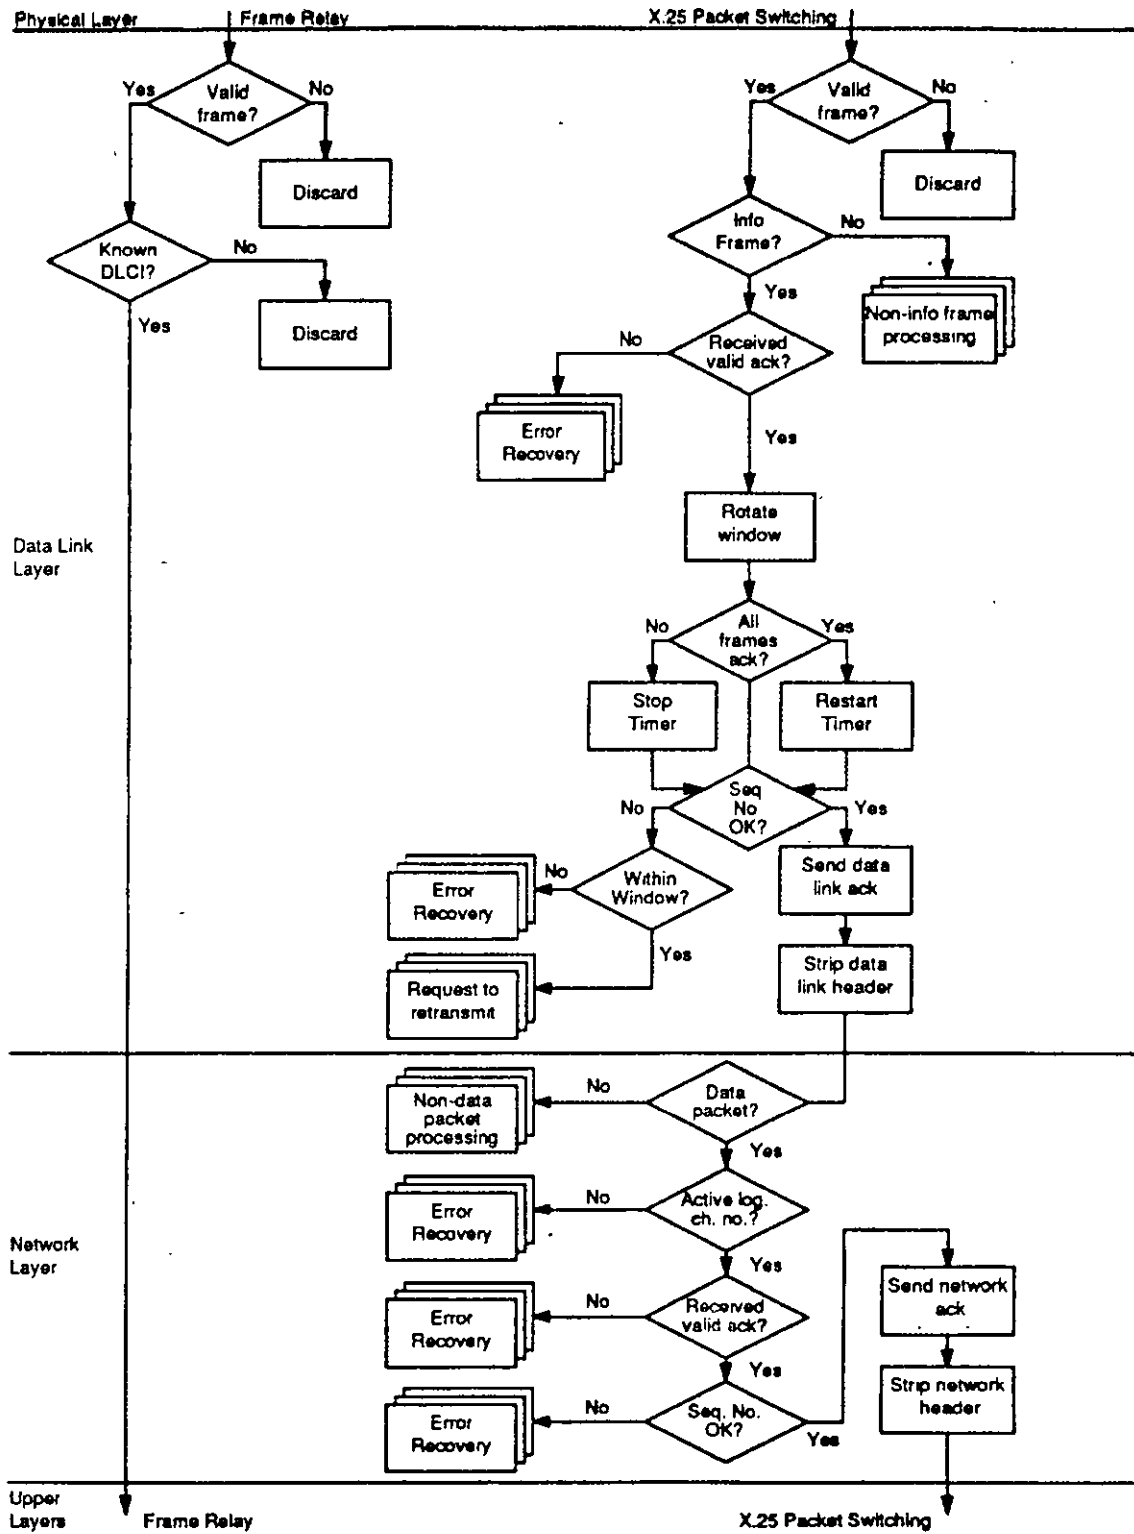 Physical Layer
Frame Relay
X.25 Packet Switching
Yes
Valid
frame?
No
Discard
Known
DLCI?
No
Discard
Yes
Yes
Valid
frame?
No
Discard
Info
Frame?
No
Non-info frame
processing
Yes
Received
valid ack?
No
Error
Recovery
Yes
Rotate
window
Data Link
Layer
All
frames
ack?
No
Yes
Stop
Timer
Restart
Timer
Seq
No
OK?
No
Yes
Within
Window?
No
Error
Recovery
Yes
Request to
retransmit
Send data
link ack
Strip data
link header
Data
packet?
No
Non-data
packet
processing
Yes
Active log.
ch. no.?
No
Error
Recovery
Yes
Network
Layer
Received
valid ack?
No
Error
Recovery
Yes
Seq. No.
OK?
No
Error
Recovery
Yes
Send network
ack
Strip network
header
Upper
Layers
Frame Relay
X.25 Packet Switching